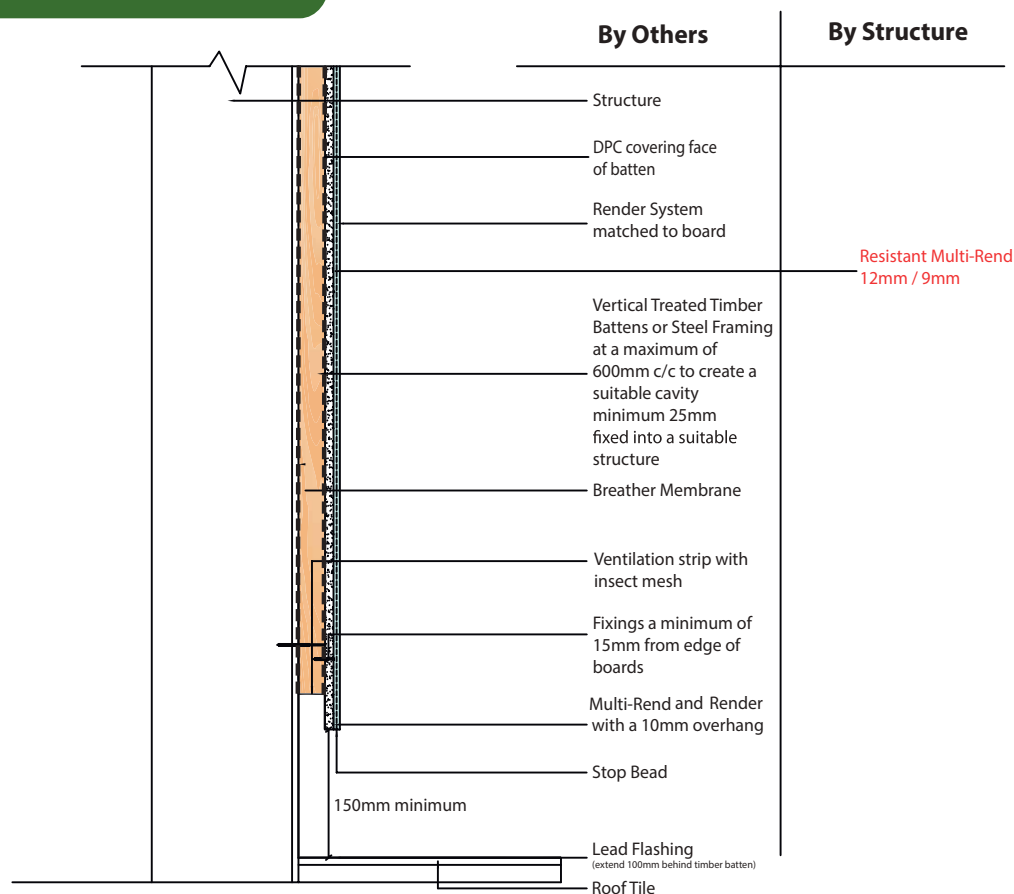 By Others
By Structure
Structure
DPC covering face
of batten
Render System
matched to board
Resistant Multi-Rend
12mm / 9mm
Vertical Treated Timber
Battens or Steel Framing
at a maximum of
600mm c/c to create a
suitable cavity
minimum 25mm
fixed into a suitable
structure
Breather Membrane
Ventilation strip with
insect mesh
Fixings a minimum of
15mm from edge of
boards
Multi-Rend and Render
with a 10mm overhang
Stop Bead
150mm minimum
Lead Flashing
(extend 100mm behind timber batten)
Roof Tile